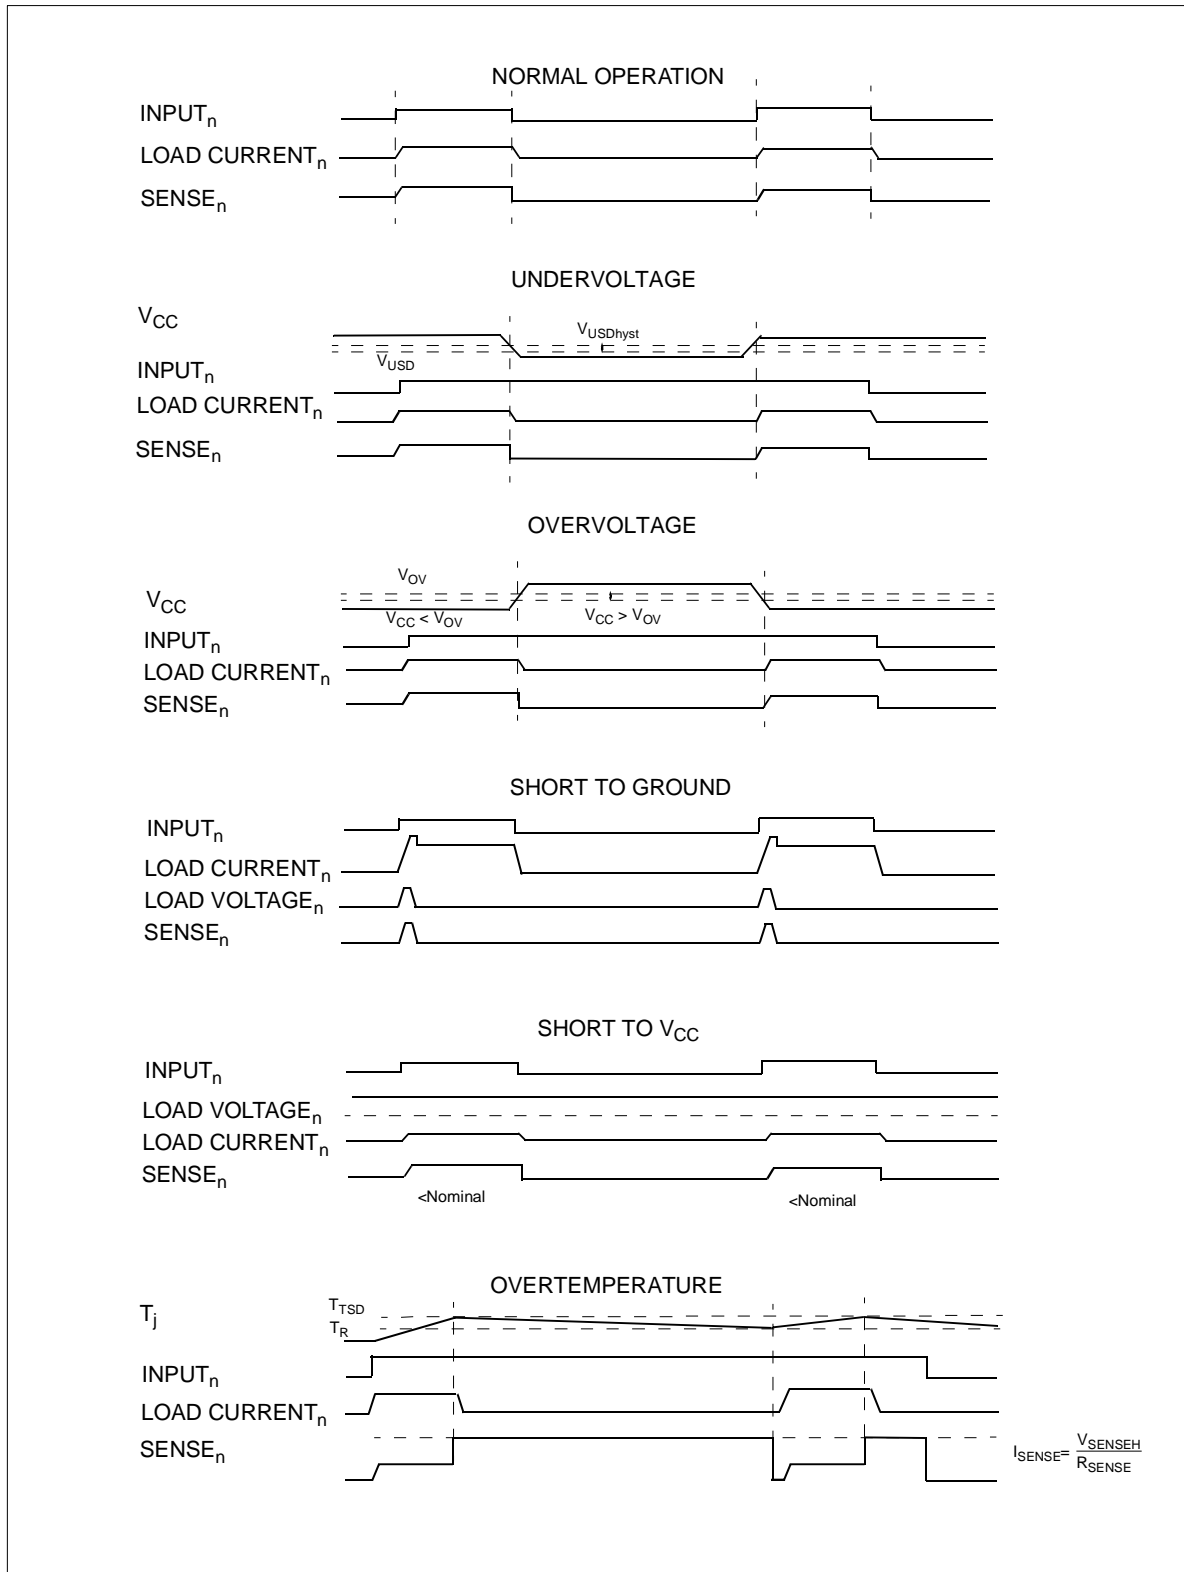 NORMAL OPERATION
INPUTn
LOAD CURRENTn
SENSEn
UNDERVOLTAGE
VCC
VUSDhyst
VUSD
INPUTn
LOAD CURRENTn
SENSEn
OVERVOLTAGE
VOV
VCC
VCC < VOV
VCC > VOV
INPUTn
LOAD CURRENTn
SENSEn
SHORT TO GROUND
INPUTn
LOAD CURRENTn
LOAD VOLTAGEn
SENSEn
SHORT TO VCC
INPUTn
LOAD VOLTAGEn
LOAD CURRENTn
SENSEn
<Nominal
<Nominal
OVERTEMPERATURE
Tj
TTSD
TR
INPUTn
LOAD CURRENTn
SENSEn
ISENSE= VSENSEH
RSENSE